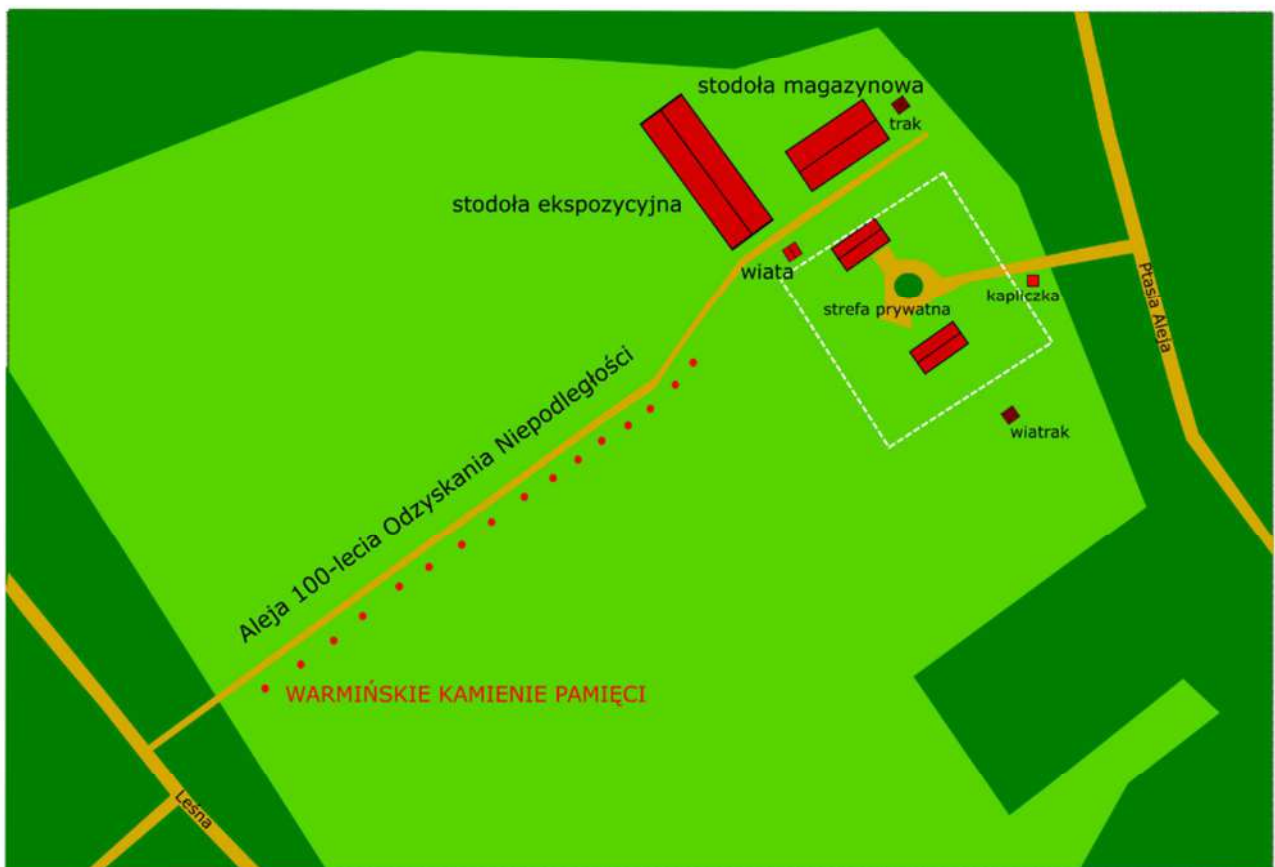 stodoła magazynowa
trak
stodoła ekspozycyjna
wiata
kapliczka
strefa prywatna
Ptasia Aleja
wiatrak
Aleja 100-lecia Odzyskania Niepodległości
WARMIŃSKIE KAMIENIE PAMIĘCI
Leśna